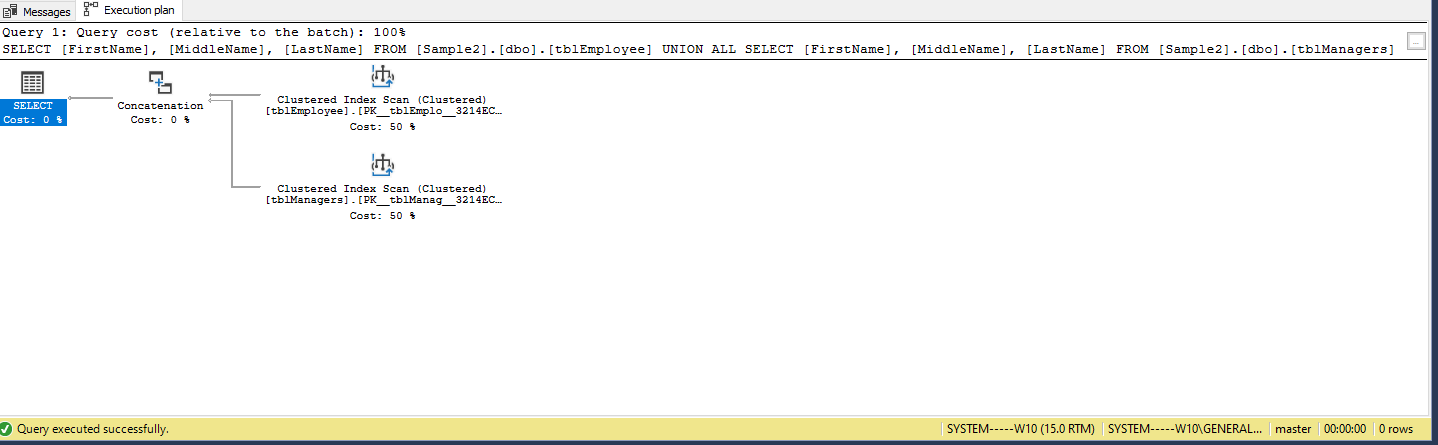 Messages
Execution plan
Query 1: Query cost (relative to the batch): 100%
SELECT [FirstName], [MiddleName], [LastName] FROM [Sample2].[dbo].[tblEmployee] UNION ALL SELECT [FirstName], [MiddleName], [LastName] FROM [Sample2].[dbo].[tblManagers]
...
SELECT
Cost: 0 %
Concatenation
Cost: 0 %
Clustered Index Scan (Clustered)
[tblEmployee].[PK__tblEmplo__3214EC…
Cost: 50 %
Clustered Index Scan (Clustered)
[tblManagers].[PK__tblManag__3214EC…
Cost: 50 %
Query executed successfully.
SYSTEM-----W10 (15.0 RTM)
SYSTEM-----W10\GENERAL...
master
00:00:00
0 rows